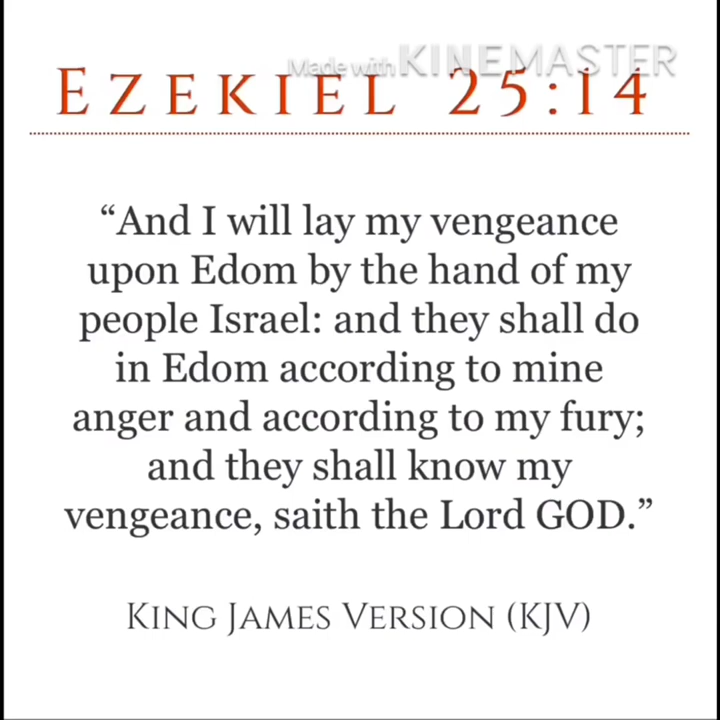 Made with KINEMASTER
EZEKIEL 25:14
“And I will lay my vengeance
upon Edom by the hand of my
people Israel: and they shall do
in Edom according to mine
anger and according to my fury;
and they shall know my
vengeance, saith the Lord GOD.”
KING JAMES VERSION (KJV)